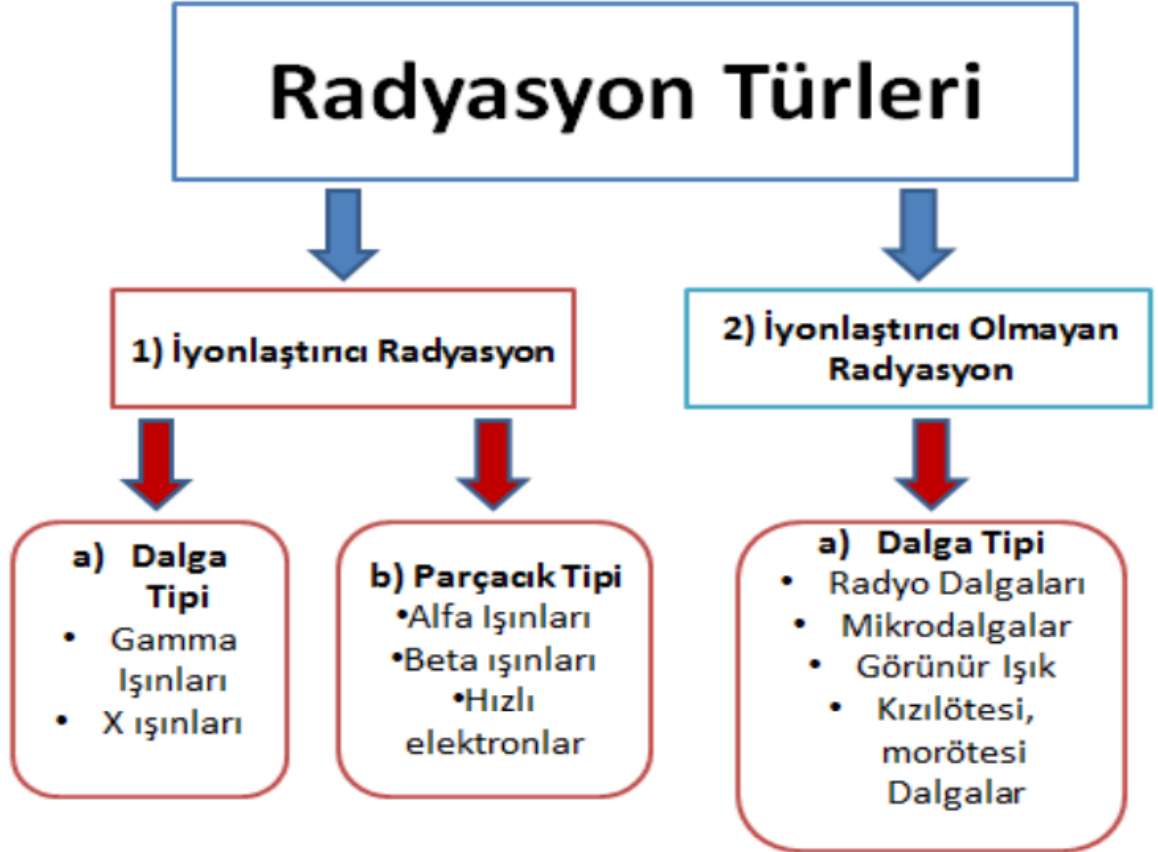 Radyasyon Türleri
1) İyonlaştırıcı Radyasyon
2) İyonlaştırıcı Olmayan
Radyasyon
a) Dalga
Tipi
• Gamma
Işınları
• X ışınları
b) Parçacık Tipi
•Alfa Işınları
•Beta ışınları
•Hızlı
elektronlar
a) Dalga Tipi
• Radyo Dalgaları
• Mikrodalgalar
• Görünür Işık
• Kızılötesi,
morötesi
Dalgalar